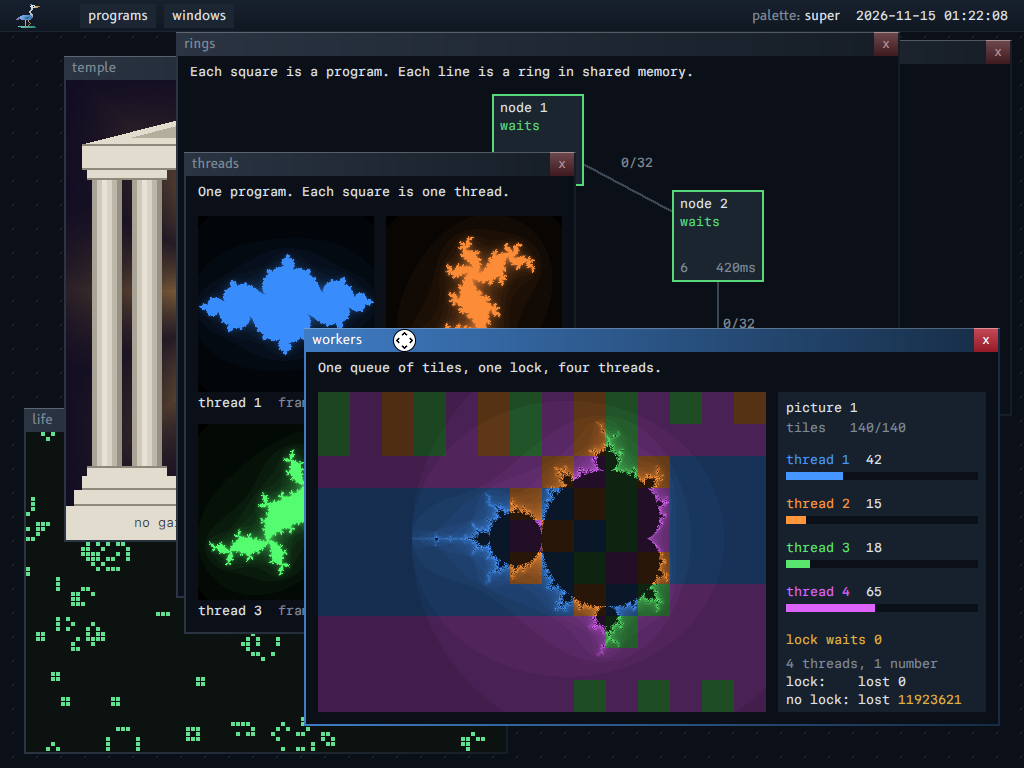 programs windows palette: super 2026-11-15 01:22:08
rings x
x
temple
Each square is a program. Each line is a ring in shared memory.
node 1
waits
0/32
threads x
One program. Each square is one thread.
node 2
waits
6 420ms
0/32
workers x
One queue of tiles, one lock, four threads.
thread 1
life
picture 1
tiles 140/140
thread 1 42
thread 2 15
thread 3 18
thread 4 65
lock waits 0
4 threads, 1 number
lock: lost 0
no lock: lost 11923621
no
thread 3